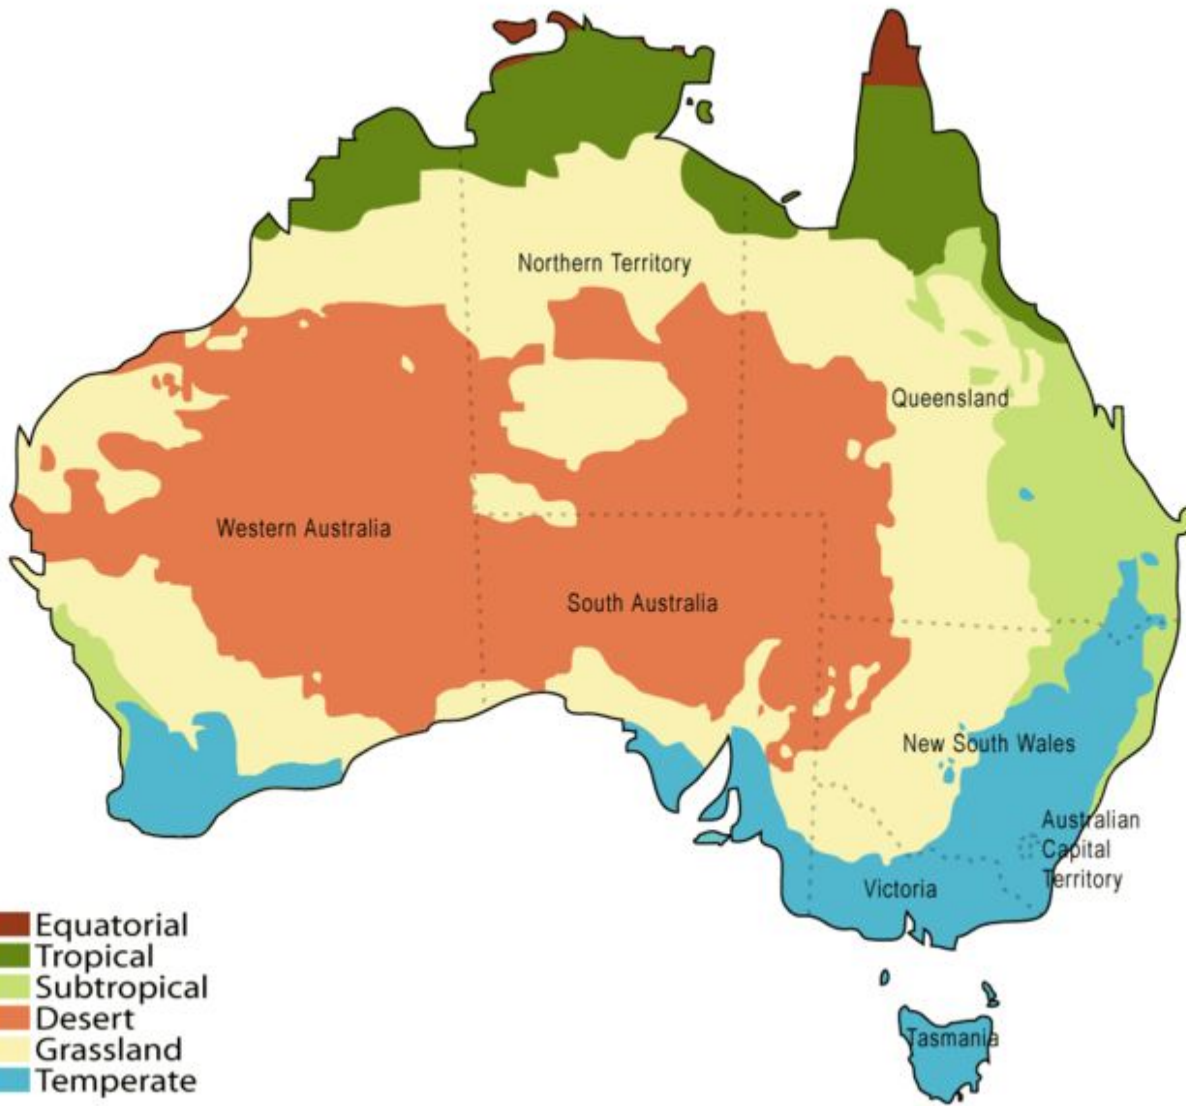 Northern Territory
Queensland
Western Australia
South Australia
New South Wales
Australian
Capital
Territory
Victoria
Tasmania
Equatorial
Tropical
Subtropical
Desert
Grassland
Temperate